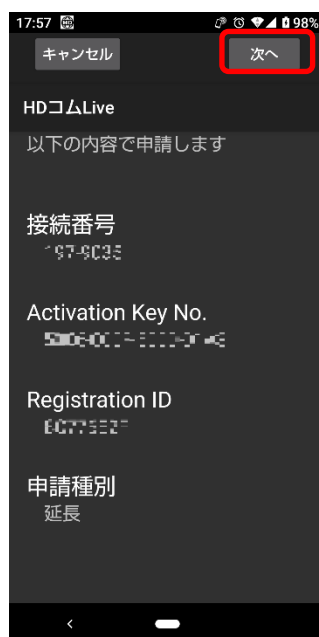 17:57
98%
キャンセル
次へ
HDコムLive
以下の内容で申請します
接続番号
Activation Key No.
Registration ID
申請種別
延長